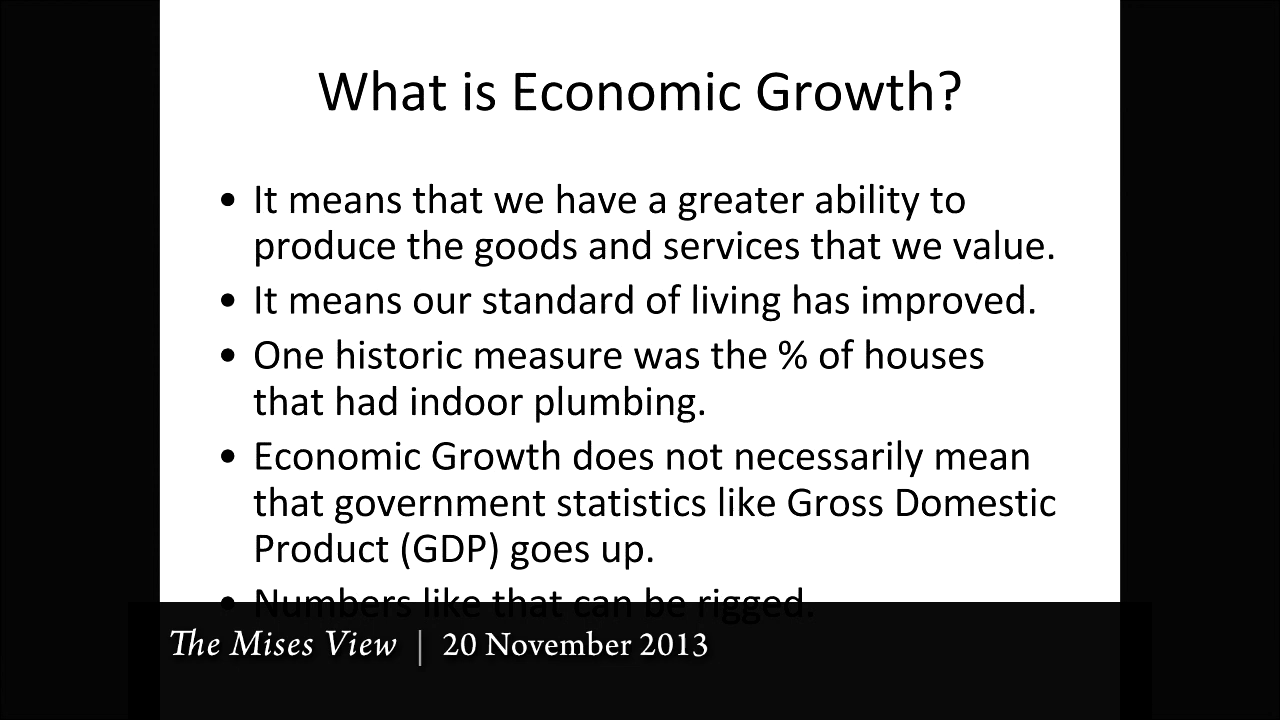 What is Economic Growth?
• It means that we have a greater ability to
produce the goods and services that we value.
• It means our standard of living has improved.
• One historic measure was the % of houses
that had indoor plumbing.
• Economic Growth does not necessarily mean
that government statistics like Gross Domestic
Product (GDP) goes up.
• Numbers like that can be rigged.
The Mises View | 20 November 2013